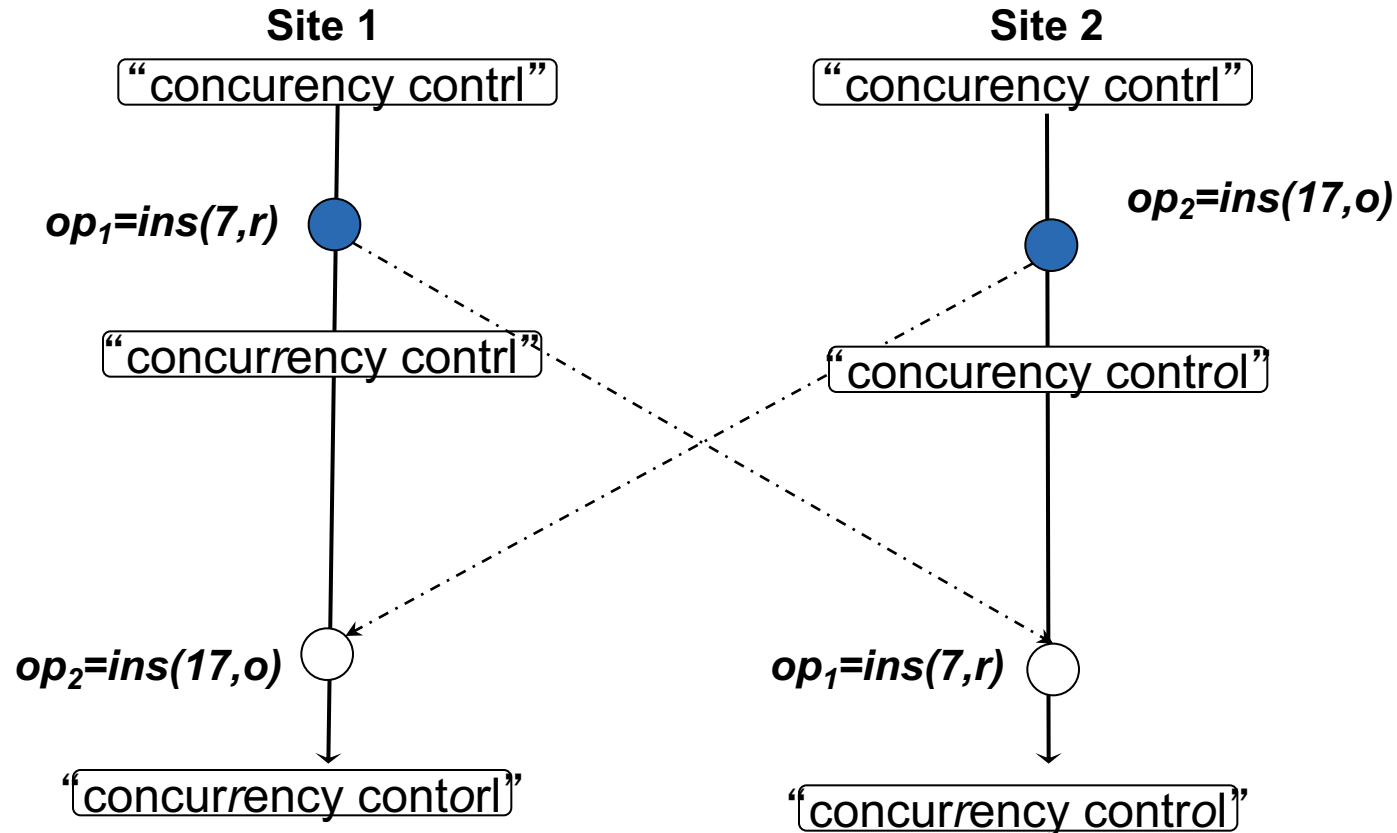 Site 1
Site 2
“concurency contrl”
“concurency contrl”
op1=ins(7,r)
op2=ins(17,o)
“concurrency contrl”
“concurency control”
op2=ins(17,o)
op1=ins(7,r)
“concurrency contorl”
“concurrency control”